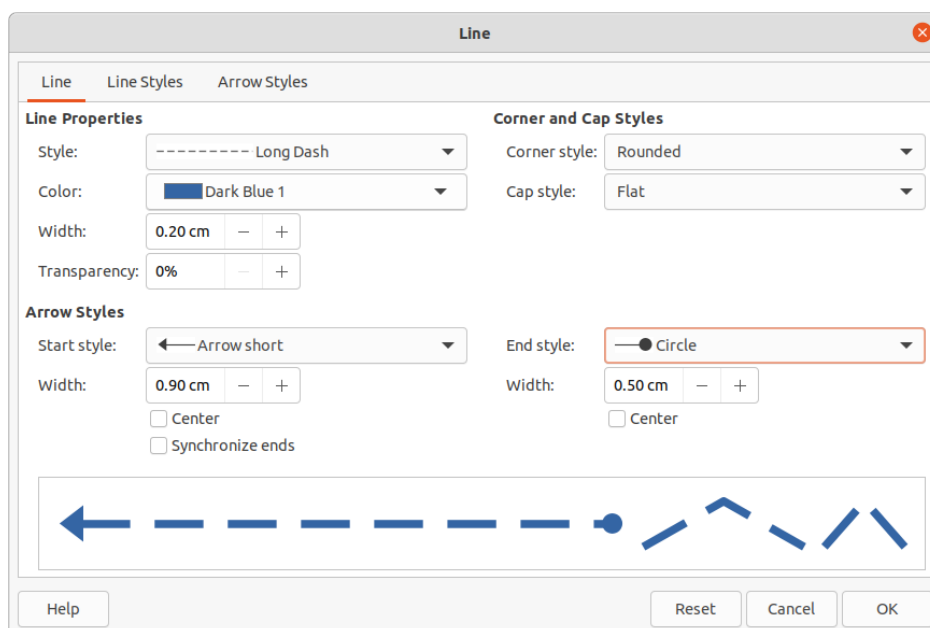 Line
Line Line Styles Arrow Styles
Line Properties
Style: Long Dash
Color: Dark Blue 1
Width: 0.20 cm
Transparency: 0%
Corner and Cap Styles
Corner style: Rounded
Cap style: Flat
Arrow Styles
Start style: Arrow short
Width: 0.90 cm
Center
Synchronize ends
End style: Circle
Width: 0.50 cm
Center
Help Reset Cancel OK